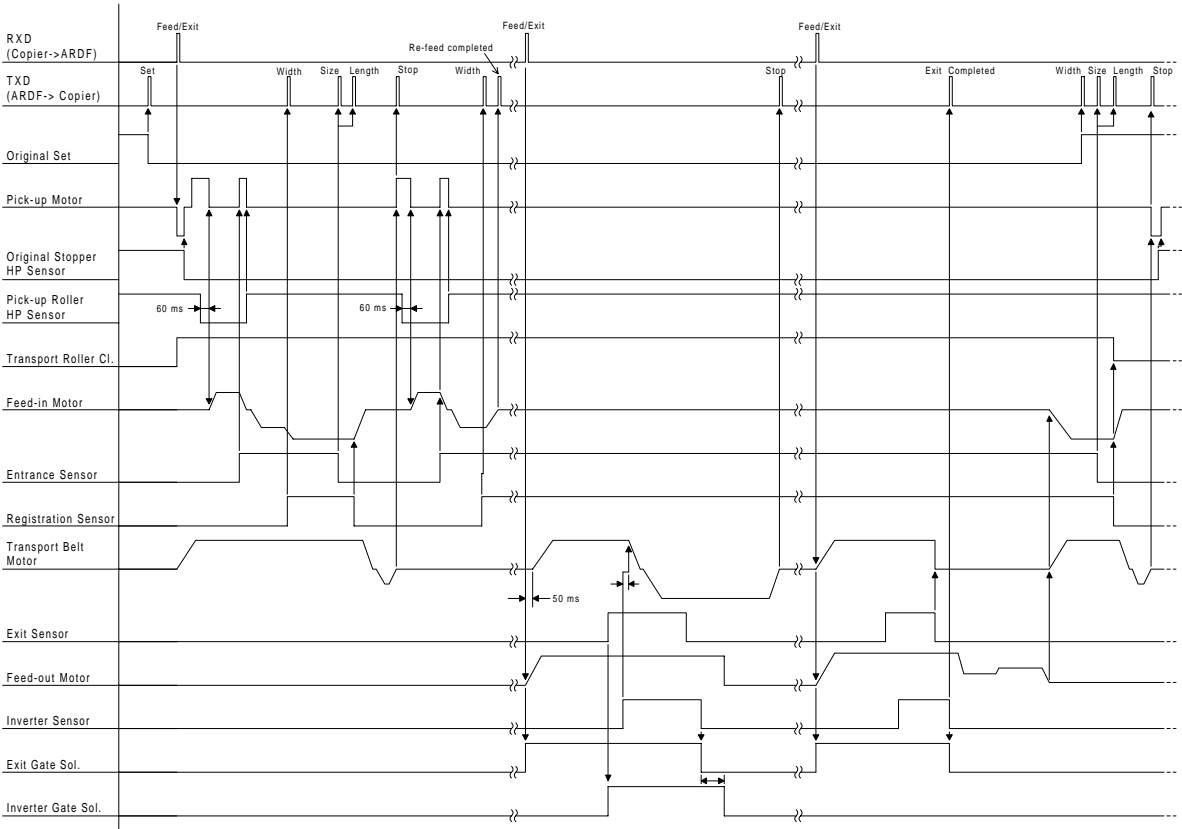 Feed/Exit
Feed/Exit
Feed/Exit
RXD
(Copier->ARDF)
Re-feed completed
TXD
(ARDF-> Copier)
Set
Width
Size
Length
Stop
Width
Stop
Exit Completed
Width
Size
Length
Stop
Original Set
Pick-up Motor
Original Stopper
HP Sensor
Pick-up Roller
HP Sensor
60 ms
60 ms
Transport Roller Cl.
Feed-in Motor
Entrance Sensor
Registration Sensor
Transport Belt
Motor
50 ms
Exit Sensor
Feed-out Motor
Inverter Sensor
Exit Gate Sol.
Inverter Gate Sol.